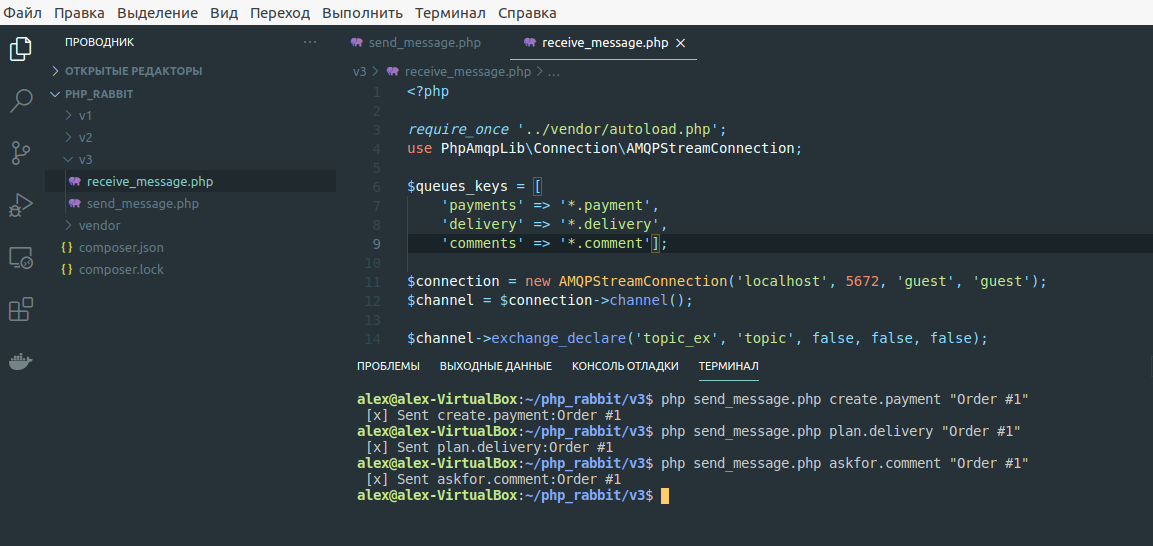 Файл Правка Выделение Вид Переход Выполнить Терминал Справка
ПРОВОДНИК ...
ОТКРЫТЫЕ РЕДАКТОРЫ
PHP_RABBIT
v1
v2
v3
receive_message.php
send_message.php
vendor
{} composer.json
{} composer.lock
send_message.php receive_message.php ×
v3 > receive_message.php > ...
1 <?php
2
3 require_once '../vendor/autoload.php';
4 use PhpAmqpLib\Connection\AMQPStreamConnection;
5
6 $queues_keys = [
7 'payments' => '*.payment',
8 'delivery' => '*.delivery',
9 'comments' => '*.comment'];
10
11 $connection = new AMQPStreamConnection('localhost', 5672, 'guest', 'guest');
12 $channel = $connection->channel();
13
14 $channel->exchange_declare('topic_ex', 'topic', false, false, false);
ПРОБЛЕМЫ ВЫХОДНЫЕ ДАННЫЕ КОНСОЛЬ ОТЛАДКИ ТЕРМИНАЛ
alex@alex-VirtualBox:~/php_rabbit/v3$ php send_message.php create.payment "Order #1"
[x] Sent create.payment:Order #1
alex@alex-VirtualBox:~/php_rabbit/v3$ php send_message.php plan.delivery "Order #1"
[x] Sent plan.delivery:Order #1
alex@alex-VirtualBox:~/php_rabbit/v3$ php send_message.php askfor.comment "Order #1"
[x] Sent askfor.comment:Order #1
alex@alex-VirtualBox:~/php_rabbit/v3$